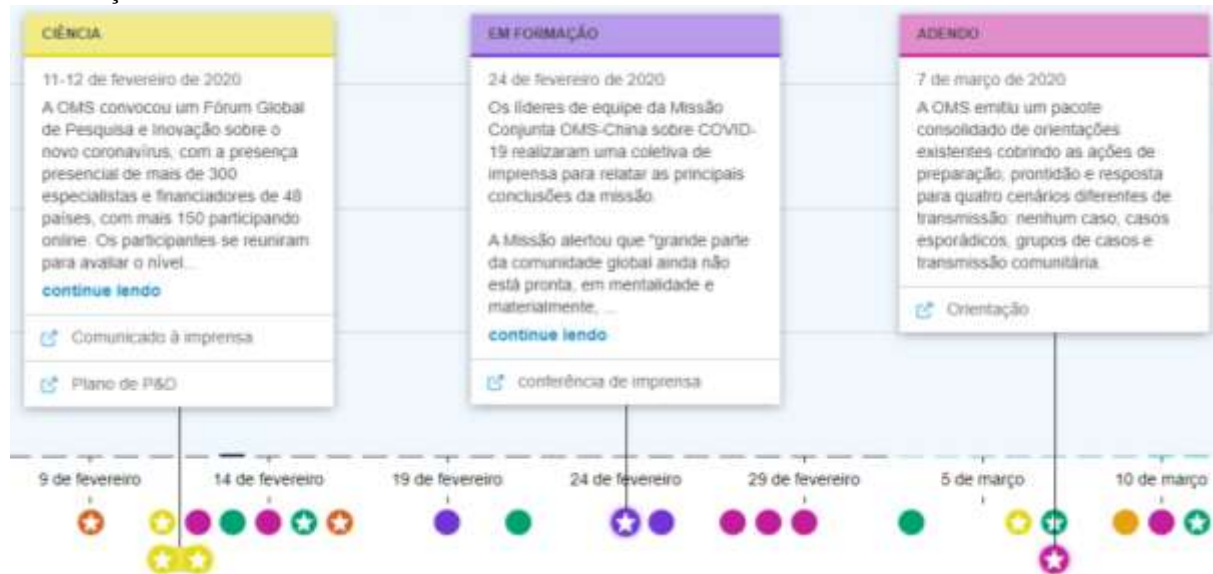 CIÊNCIA
11-12 de fevereiro de 2020
A OMS convocou um Fórum Global
de Pesquisa e Inovação sobre o
novo coronavírus, com a presença
presencial de mais de 300
especialistas e financiadores de 48
países, com mais 150 participando
online. Os participantes se reuniram
para avaliar o nível...
continue lendo
Comunicado à imprensa
Plano de P&D
EM FORMAÇÃO
24 de fevereiro de 2020
Os líderes de equipe da Missão
Conjunta OMS-China sobre COVID-
19 realizaram uma coletiva de
imprensa para relatar as principais
conclusões da missão.
A Missão alertou que "grande parte
da comunidade global ainda não
está pronta, em mentalidade e
materialmente, ...
continue lendo
conferência de imprensa
ADENDO
7 de março de 2020
A OMS emitiu um pacote
consolidado de orientações
existentes cobrindo as ações de
preparação, prontidão e resposta
para quatro cenários diferentes de
transmissão: nenhum caso, casos
esporádicos, grupos de casos e
transmissão comunitária.
Orientação
9 de fevereiro
14 de fevereiro
19 de fevereiro
24 de fevereiro
29 de fevereiro
5 de março
10 de março